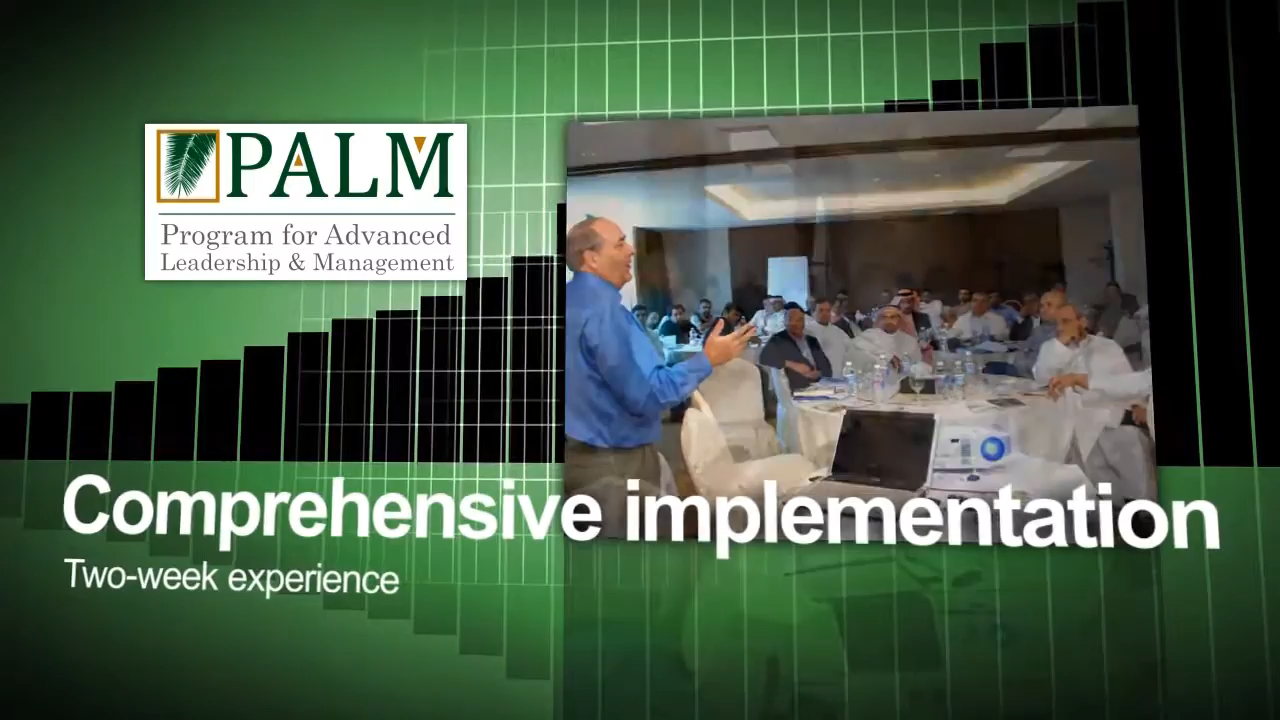 PALM
Program for Advanced
Leadership & Management
Comprehensive implementation
Two-week experience